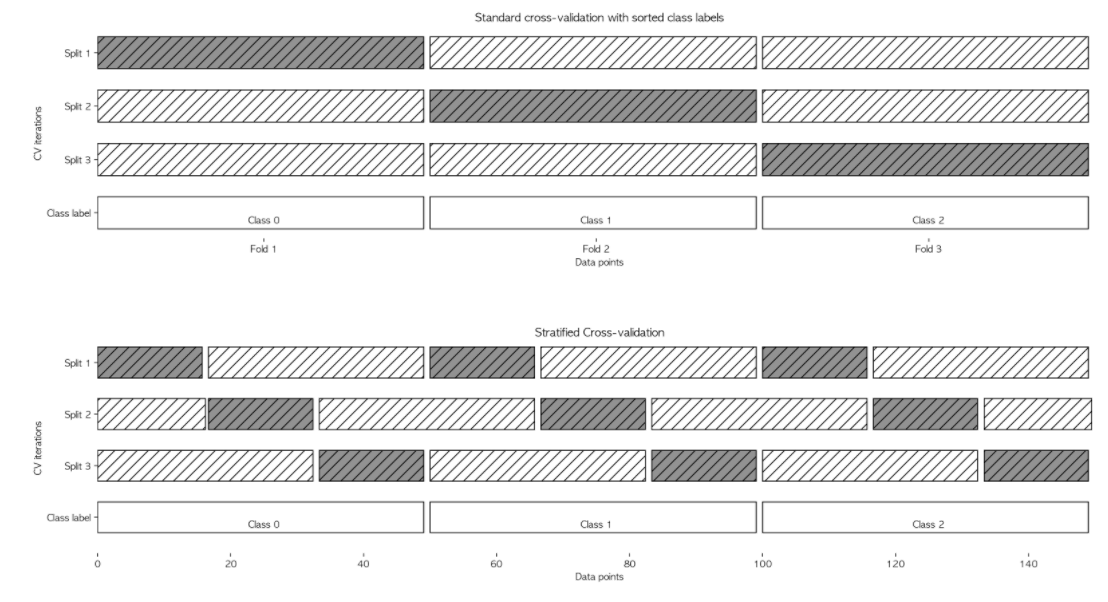 Standard cross-validation with sorted class labels
Split 1
Split 2
CV iterations
Split 3
Class label
Class 0
Class 1
Class 2
Fold 1
Fold 2
Fold 3
Data points
Stratified Cross-validation
Split 1
Split 2
CV iterations
Split 3
Class label
Class 0
Class 1
Class 2
0
20
40
60
80
100
120
140
Data points